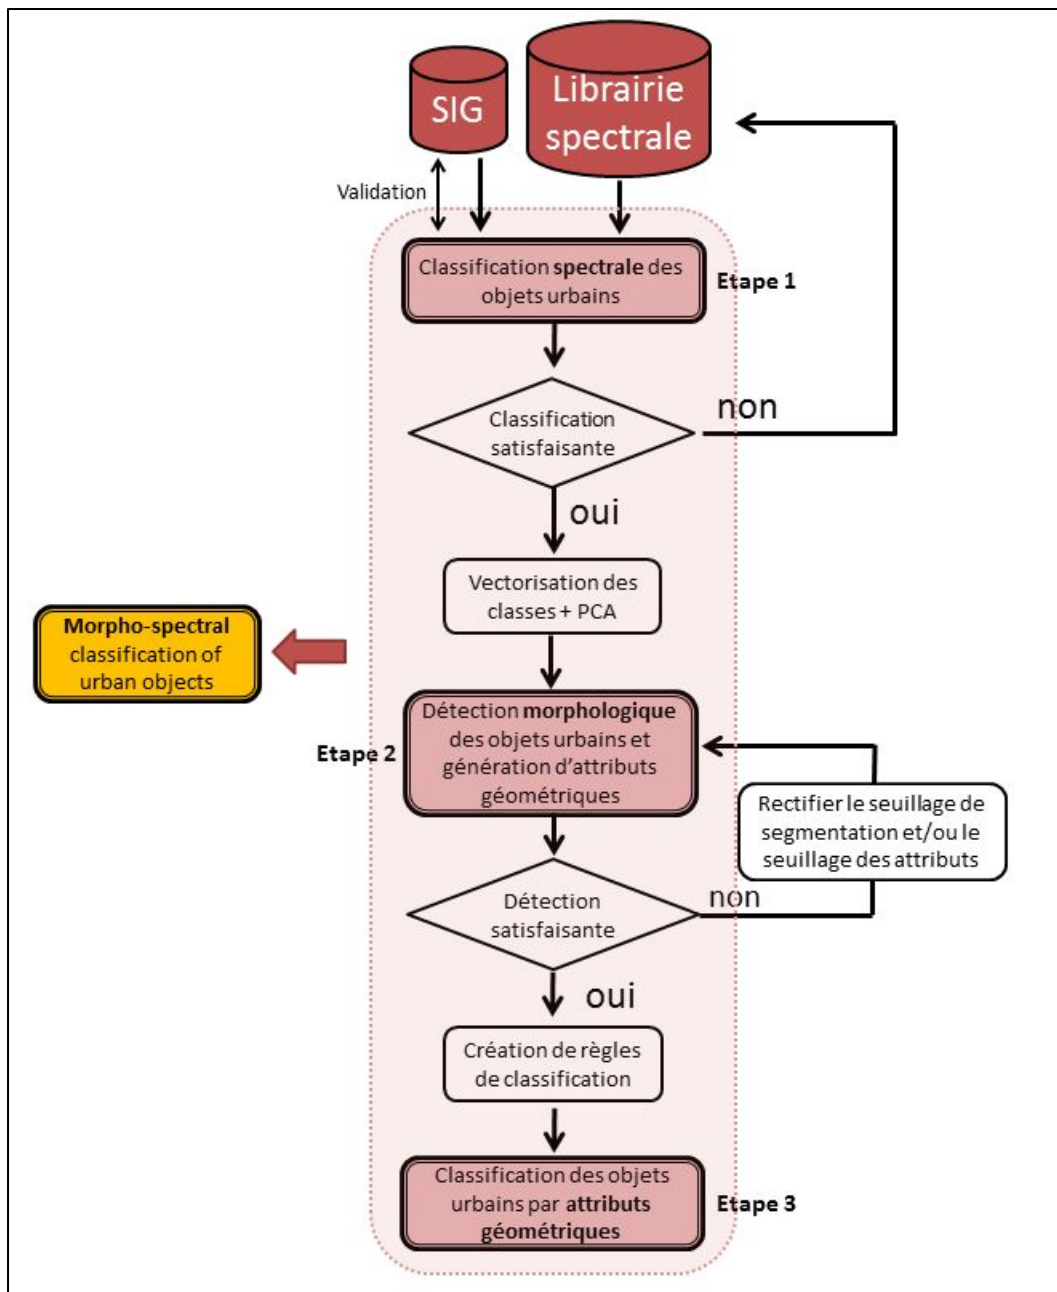 SIG
Librairie
spectrale
Validation
Classification spectrale des
objets urbains
Etape 1
Classification
satisfaisante
non
oui
Vectorisation des
classes + PCA
Morpho-spectral
classification of
urban objects
Détection morphologique
des objets urbains et
génération d'attributs
géométriques
Etape 2
Rectifier le seuillage de
segmentation et/ou le
seuillage des attributs
Détection
satisfaisante
non
oui
Création de règles
de classification
Classification des objets
urbains par attributs
géométriques
Etape 3